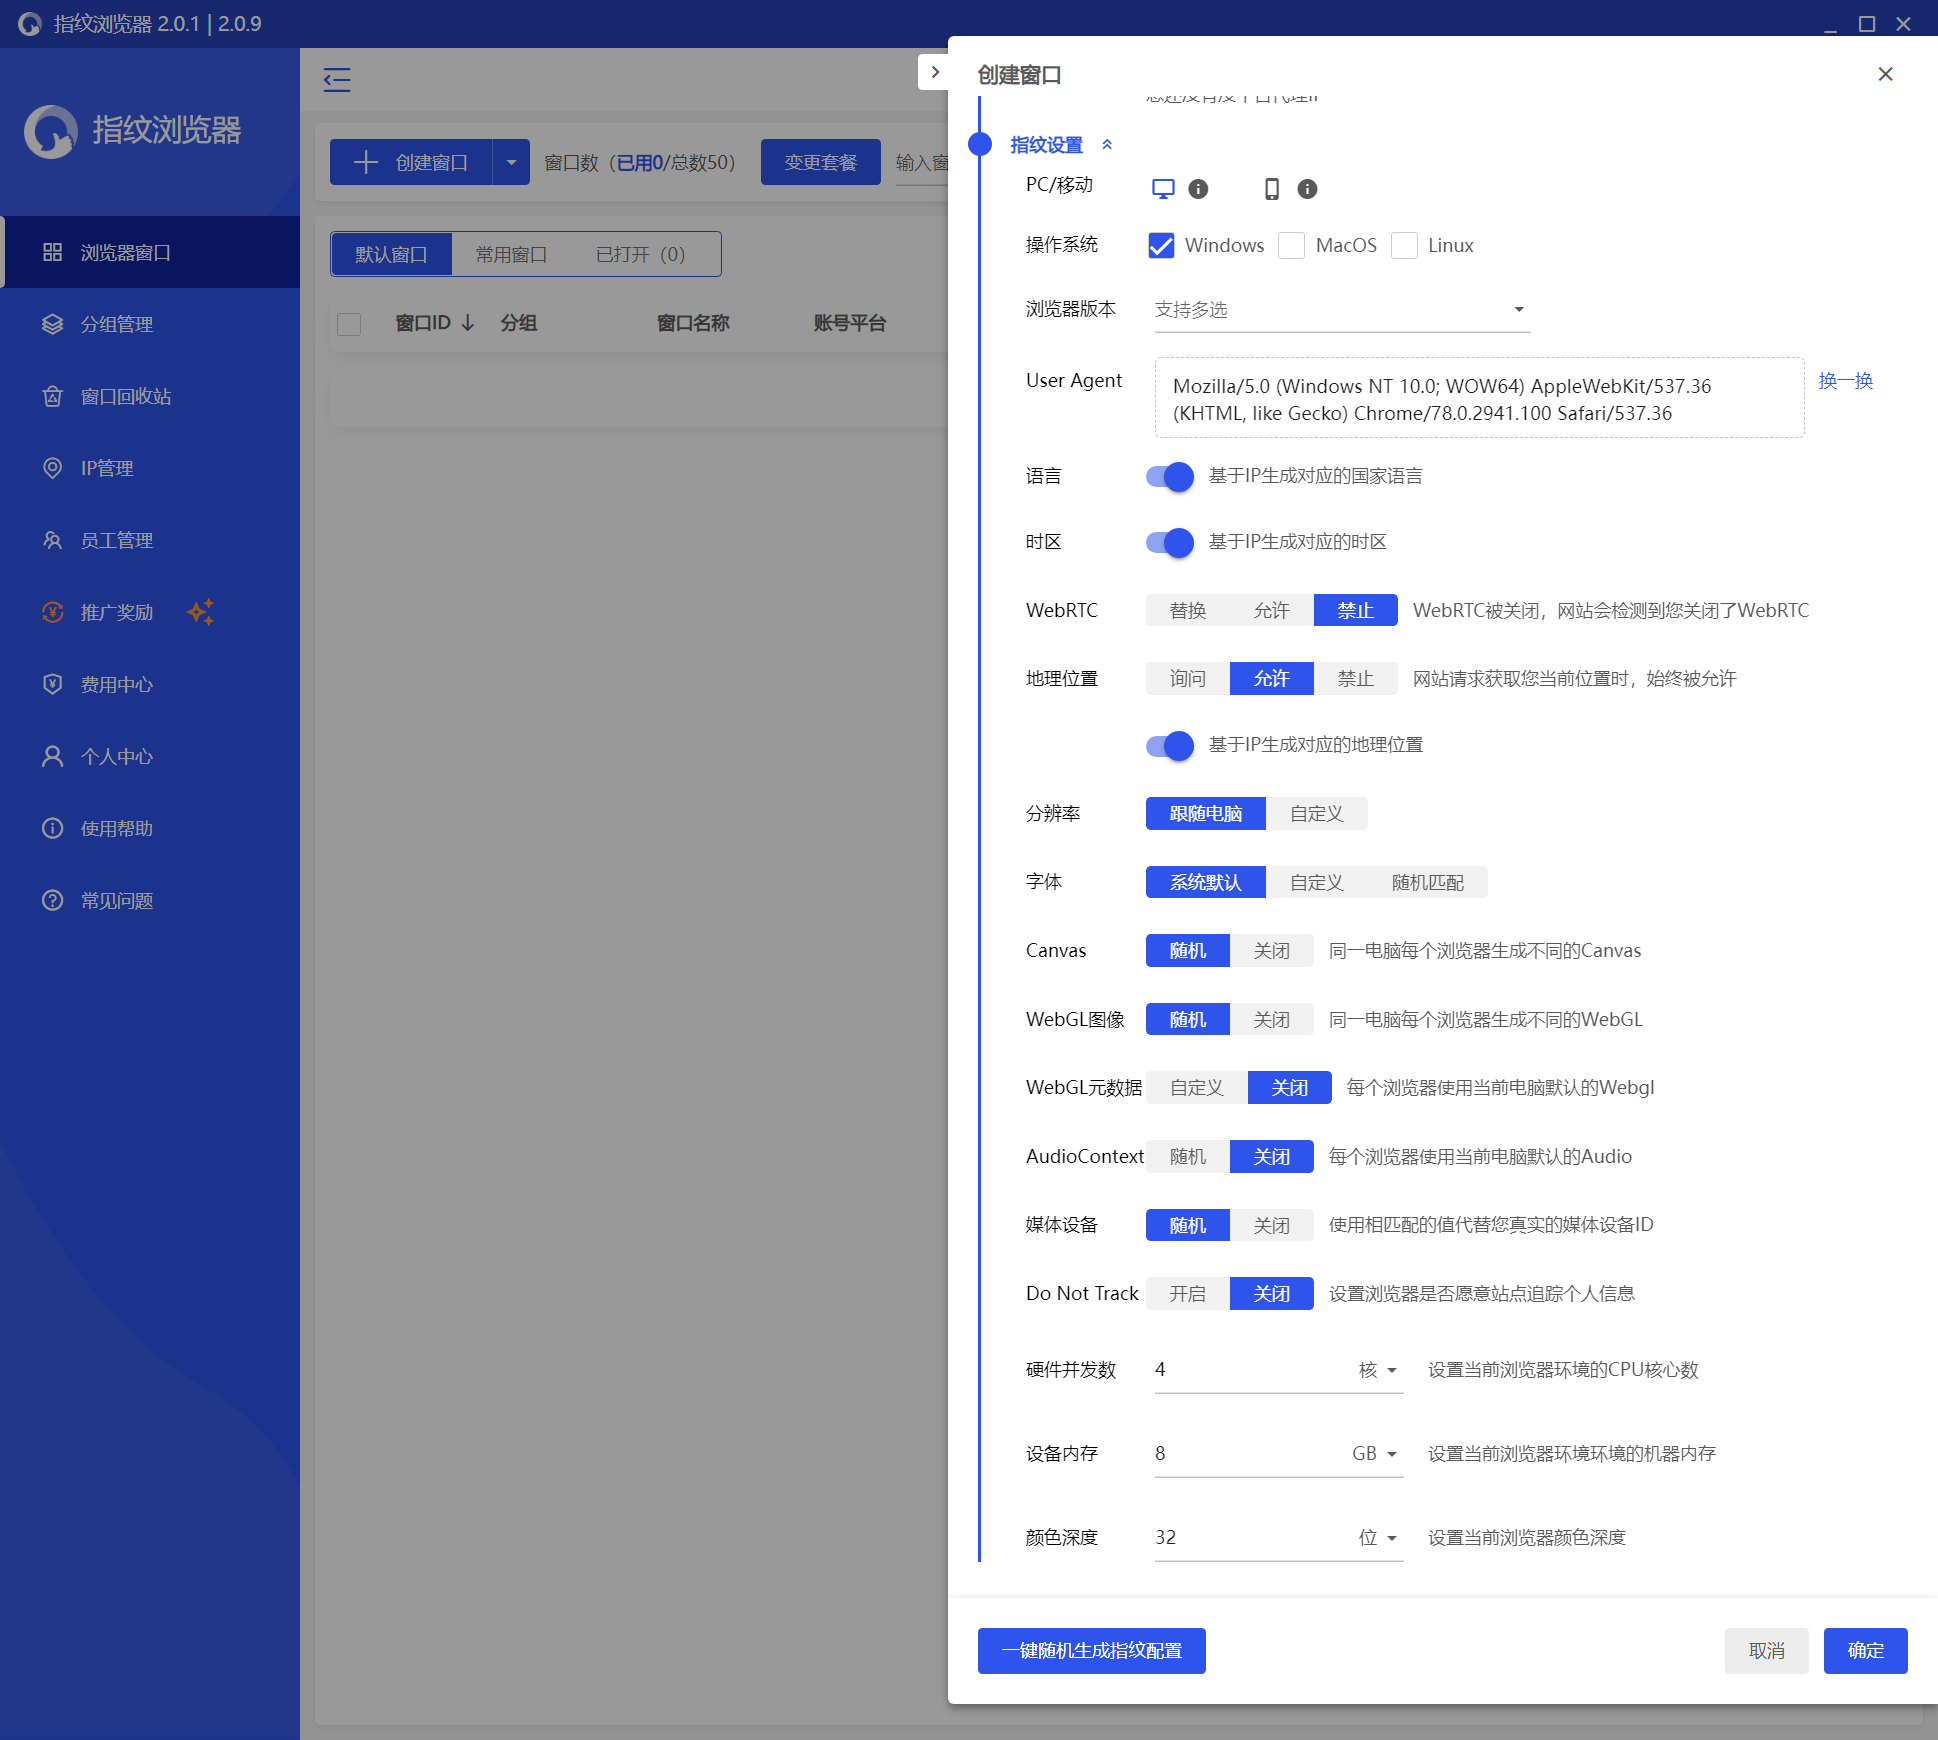 指纹浏览器 2.0.1 | 2.0.9
指纹浏览器
浏览器窗口
分组管理
窗口回收站
IP管理
员工管理
推广奖励
费用中心
个人中心
使用帮助
常见问题
创建窗口 窗口数（已用0/总数50） 变更套餐 输入窗
默认窗口 常用窗口 已打开（0）
窗口ID 分组 窗口名称 账号平台
创建窗口
指纹设置
PC/移动
操作系统 Windows MacOS Linux
浏览器版本 支持多选
User Agent Mozilla/5.0 (Windows NT 10.0; WOW64) AppleWebKit/537.36 换一换
(KHTML, like Gecko) Chrome/78.0.2941.100 Safari/537.36
语言 基于IP生成对应的国家语言
时区 基于IP生成对应的时区
WebRTC 替换 允许 禁止 WebRTC被关闭，网站会检测到您关闭了WebRTC
地理位置 询问 允许 禁止 网站请求获取您当前位置时，始终被允许
基于IP生成对应的地理位置
分辨率 跟随电脑 自定义
字体 系统默认 自定义 随机匹配
Canvas 随机 关闭 同一电脑每个浏览器生成不同的Canvas
WebGL图像 随机 关闭 同一电脑每个浏览器生成不同的WebGL
WebGL元数据 自定义 关闭 每个浏览器使用当前电脑默认的Webgl
AudioContext 随机 关闭 每个浏览器使用当前电脑默认的Audio
媒体设备 随机 关闭 使用相匹配的值代替您真实的媒体设备ID
Do Not Track 开启 关闭 设置浏览器是否愿意站点追踪个人信息
硬件并发数 4 核 设置当前浏览器环境的CPU核心数
设备内存 8 GB 设置当前浏览器环境环境的机器内存
颜色深度 32 位 设置当前浏览器颜色深度
一键随机生成指纹配置 取消 确定